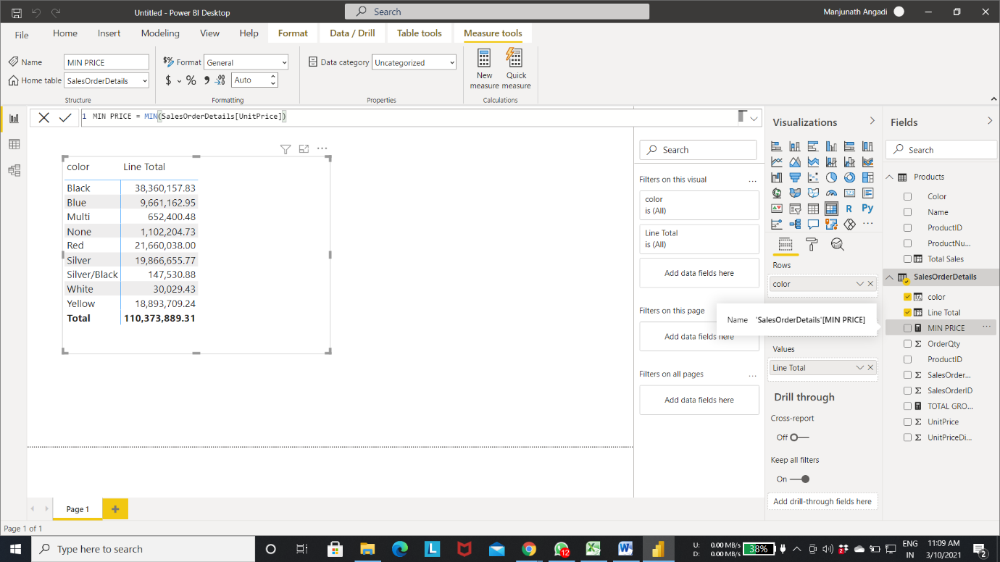 Untitled - Power BI Desktop
Search
Manjunath Angadi
File Home Insert Modeling View Help Format Data / Drill Table tools Measure tools
Name MIN PRICE
Home table SalesOrderDetails
Structure
$% Format General
$ % 9 .00 Auto
Formatting
Data category Uncategorized
Properties
New measure
Quick measure
Calculations
1 MIN PRICE = MIN(SalesOrderDetails[UnitPrice])
color Line Total
Black 38,360,157.83
Blue 9,661,162.95
Multi 652,400.48
None 1,102,204.73
Red 21,660,038.00
Silver 19,866,655.77
Silver/Black 147,530.88
White 30,029.43
Yellow 18,893,709.24
Total 110,373,889.31
Search
Filters on this visual ...
color
is (All)
Line Total
is (All)
Add data fields here
Filters on this page
Add data fields here
Filters on all pages ...
Add data fields here
Visualizations
R Py
...
Rows
color
Name 'SalesOrderDetails'[MIN PRICE]
Values
Line Total
Drill through
Cross-report
Off
Keep all filters
On
Add drill-through fields here
Fields
Search
Products
Color
Name
ProductID
ProductNu...
Total Sales
SalesOrderDetails
color
Line Total
MIN PRICE ...
Σ OrderQty
ProductID
Σ SalesOrder...
Σ SalesOrderID
TOTAL GRO...
Σ UnitPrice
Σ UnitPriceDi...
Page 1
+
Page 1 of 1
Type here to search
L
12
W
U: 0.00 MB/s
D: 0.00 MB/s
38%
ENG
IN
11:09 AM
3/10/2021
2